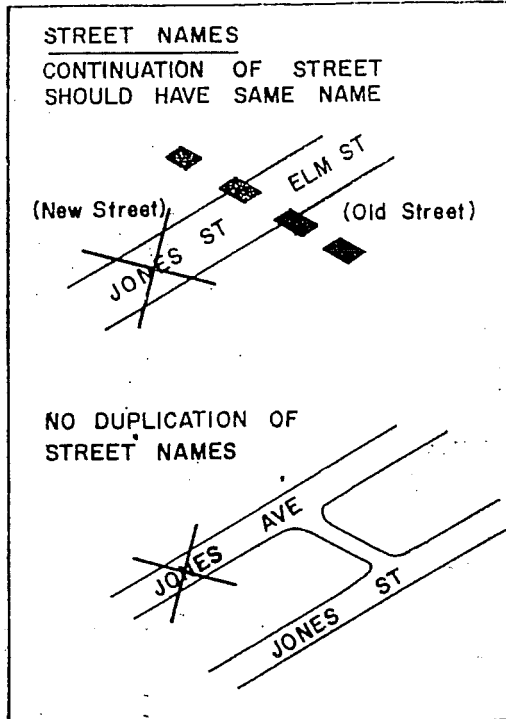 STREET NAMES
CONTINUATION OF STREET
SHOULD HAVE SAME NAME
ELM ST
(New Street)
(Old Street)
JONES ST
NO DUPLICATION OF
STREET NAMES
JONES AVE
JONES ST